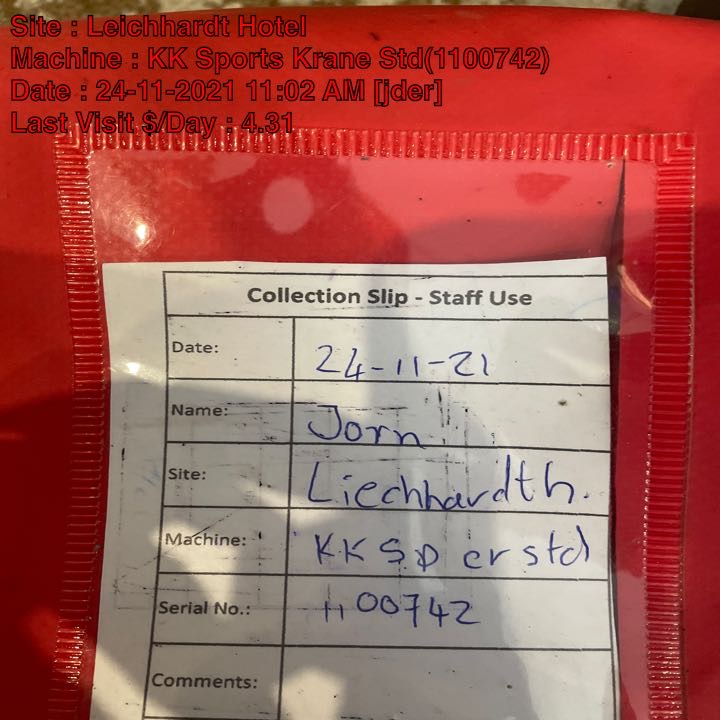 Site : Leichhardt Hotel
Machine : KK Sports Krane Std(1100742)
Date : 24-11-2021 11:02 AM [jder]
Last Visit $/Day : 4.31
Collection Slip - Staff Use
Date: 24-11-21
Name: Jorn
Site: Liechhardt h.
Machine: KK SP cr std
Serial No.: 1100742
Comments: